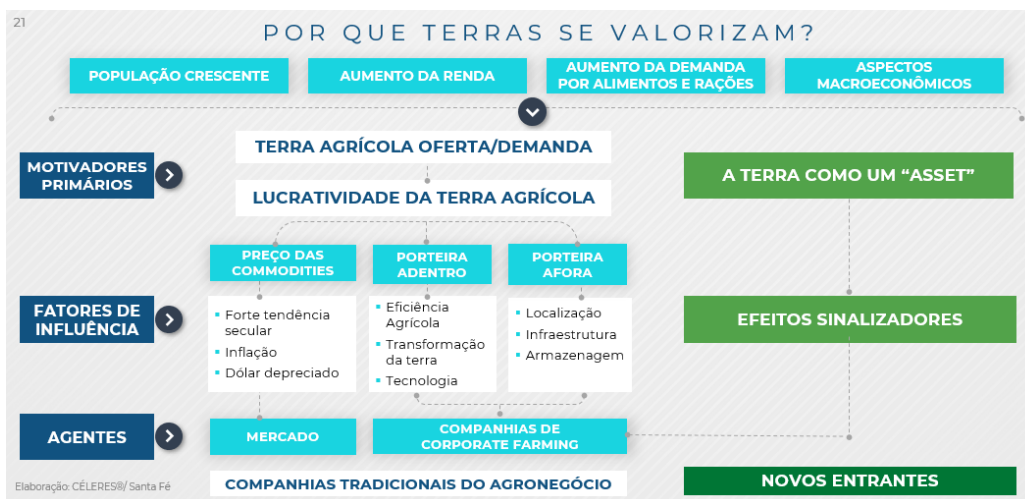 21
POR QUE TERRAS SE VALORIZAM?
POPULAÇÃO CRESCENTE
AUMENTO DA RENDA
AUMENTO DA DEMANDA
POR ALIMENTOS E RAÇÕES
ASPECTOS
MACROECONÔMICOS
MOTIVADORES
PRIMÁRIOS
TERRA AGRÍCOLA OFERTA/DEMANDA
LUCRATIVIDADE DA TERRA AGRÍCOLA
A TERRA COMO UM “ASSET”
PREÇO DAS
COMMODITIES
PORTEIRA
ADENTRO
PORTEIRA
AFORA
FATORES DE
INFLUÊNCIA
Forte tendência
secular
Inflação
Dólar depreciado
Eficiência
Agrícola
Transformação
da terra
Tecnologia
Localização
Infraestrutura
Armazenagem
EFEITOS SINALIZADORES
AGENTES
MERCADO
COMPANHIAS DE
CORPORATE FARMING
Elaboração: CÉLERES®/ Santa Fé
COMPANHIAS TRADICIONAIS DO AGRONEGÓCIO
NOVOS ENTRANTES